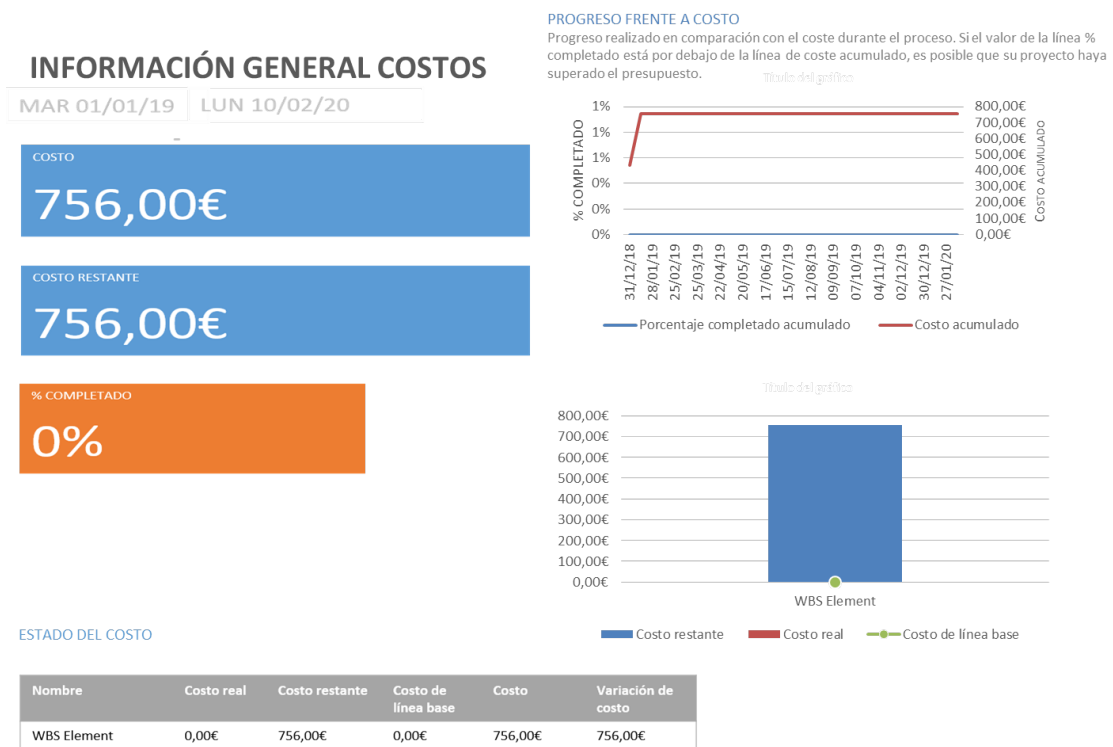 INFORMACIÓN GENERAL COSTOS
MAR 01/01/19 LUN 10/02/20
COSTO
756,00€
COSTO RESTANTE
756,00€
% COMPLETADO
0%
PROGRESO FRENTE A COSTO
Progreso realizado en comparación con el coste durante el proceso. Si el valor de la línea %
completado está por debajo de la línea de coste acumulado, es posible que su proyecto haya
superado el presupuesto.
Título del gráfico
% COMPLETADO
1%
1%
1%
0%
0%
0%
800,00€
700,00€
600,00€
500,00€
400,00€
300,00€
200,00€
100,00€
0,00€
COSTO ACUMULADO
31/12/18
28/01/19
25/02/19
25/03/19
22/04/19
20/05/19
17/06/19
15/07/19
12/08/19
09/09/19
07/10/19
04/11/19
02/12/19
30/12/19
27/01/20
Porcentaje completado acumulado Costo acumulado
Título del gráfico
800,00€
700,00€
600,00€
500,00€
400,00€
300,00€
200,00€
100,00€
0,00€
WBS Element
Costo restante Costo real Costo de línea base
ESTADO DEL COSTO
Nombre Costo real Costo restante Costo de línea base Costo Variación de costo
WBS Element 0,00€ 756,00€ 0,00€ 756,00€ 756,00€